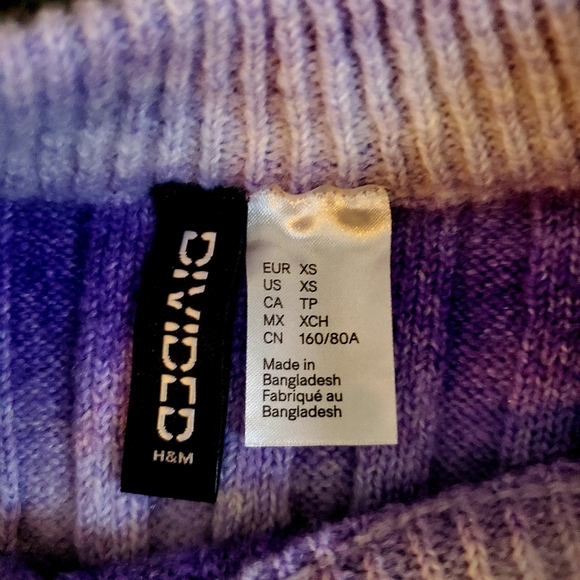 DIVIDED
H&M
EUR XS
US XS
CA TP
MX XCH
CN 160/80A
Made in
Bangladesh
Fabriqué au
Bangladesh